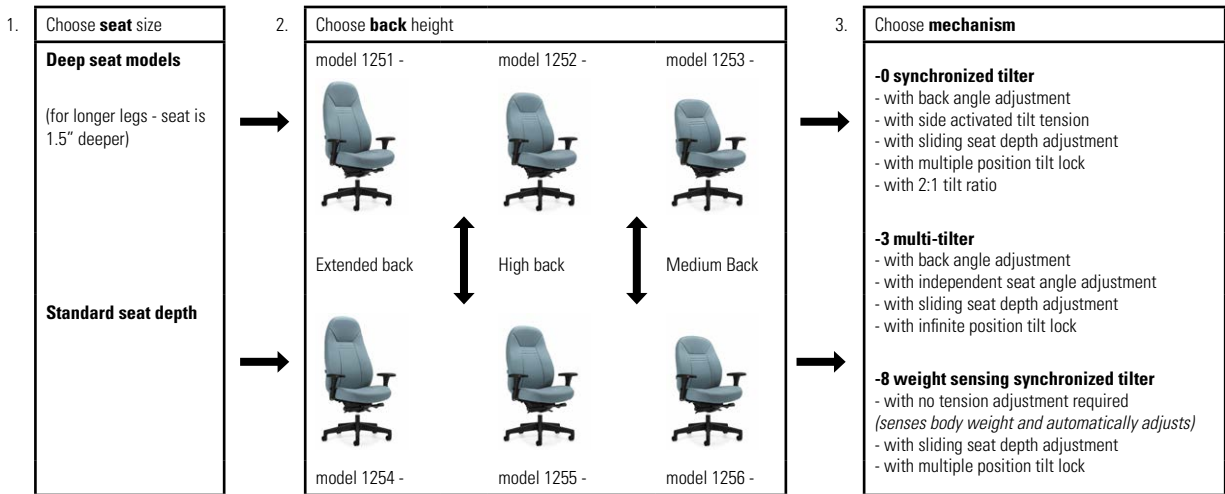 1.
Choose seat size
Deep seat models
(for longer legs - seat is
1.5” deeper)
Standard seat depth
2.
Choose back height
model 1251 -
model 1252 -
model 1253 -
Extended back
High back
Medium Back
model 1254 -
model 1255 -
model 1256 -
3.
Choose mechanism
-0 synchronized tilter
- with back angle adjustment
- with side activated tilt tension
- with sliding seat depth adjustment
- with multiple position tilt lock
- with 2:1 tilt ratio
-3 multi-tilter
- with back angle adjustment
- with independent seat angle adjustment
- with sliding seat depth adjustment
- with infinite position tilt lock
-8 weight sensing synchronized tilter
- with no tension adjustment required
(senses body weight and automatically adjusts)
- with sliding seat depth adjustment
- with multiple position tilt lock